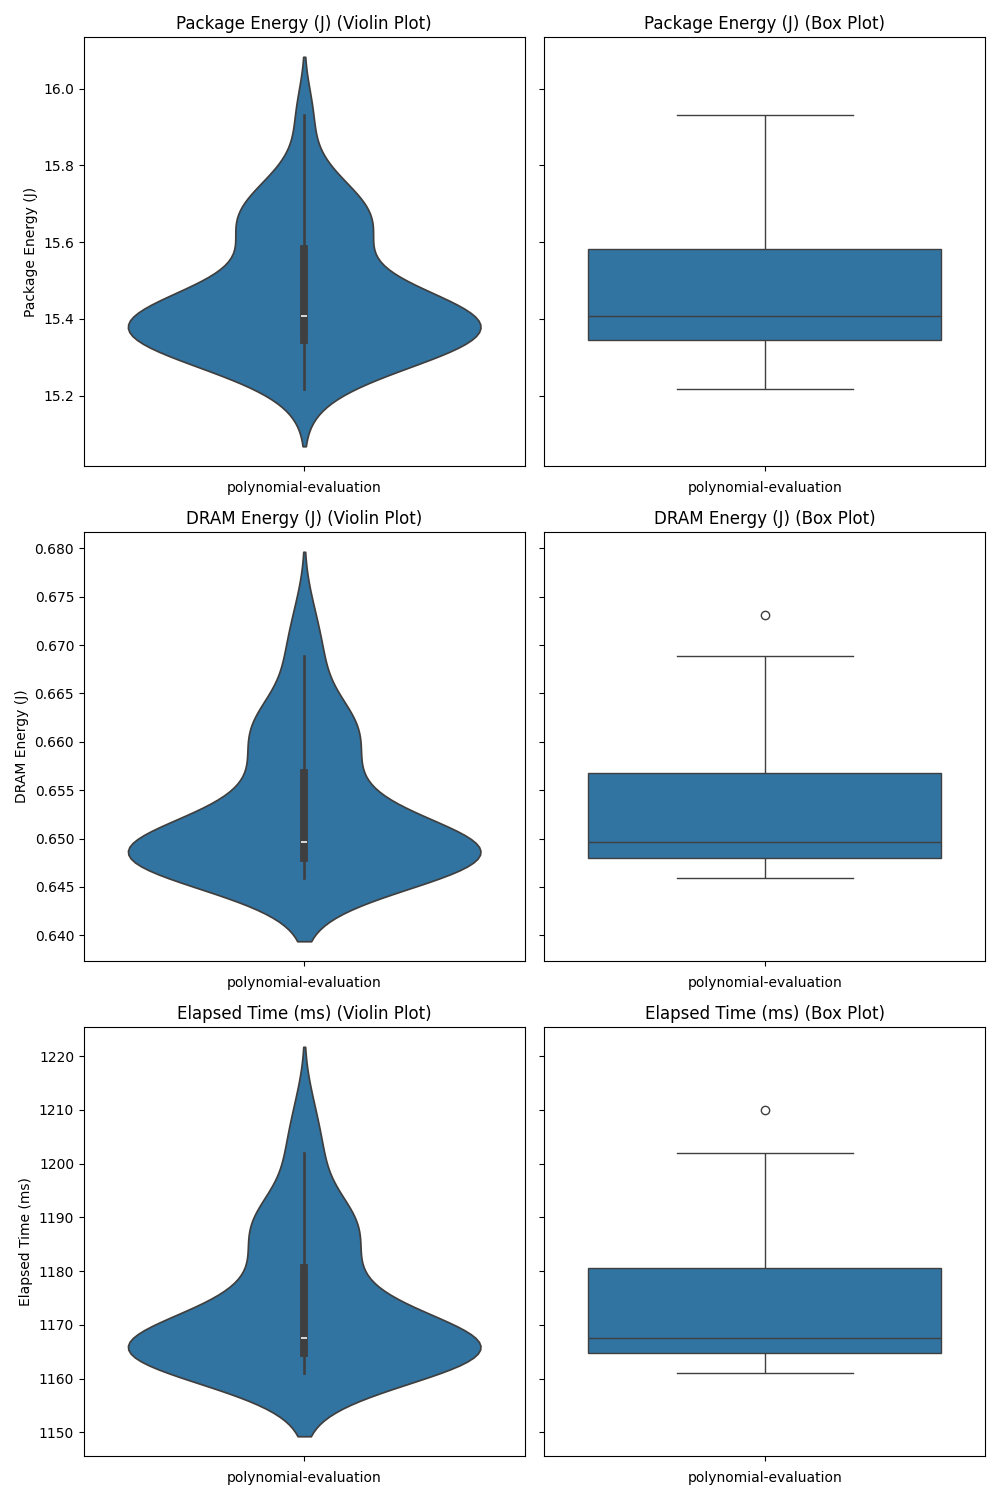 Package Energy (J) (Violin Plot)
Package Energy (J) (Box Plot)
16.0
15.8
15.6
15.4
15.2
Package Energy (J)
polynomial-evaluation
polynomial-evaluation
DRAM Energy (J) (Violin Plot)
DRAM Energy (J) (Box Plot)
0.680
0.675
0.670
0.665
0.660
0.655
0.650
0.645
0.640
DRAM Energy (J)
polynomial-evaluation
polynomial-evaluation
Elapsed Time (ms) (Violin Plot)
Elapsed Time (ms) (Box Plot)
1220
1210
1200
1190
1180
1170
1160
1150
Elapsed Time (ms)
polynomial-evaluation
polynomial-evaluation